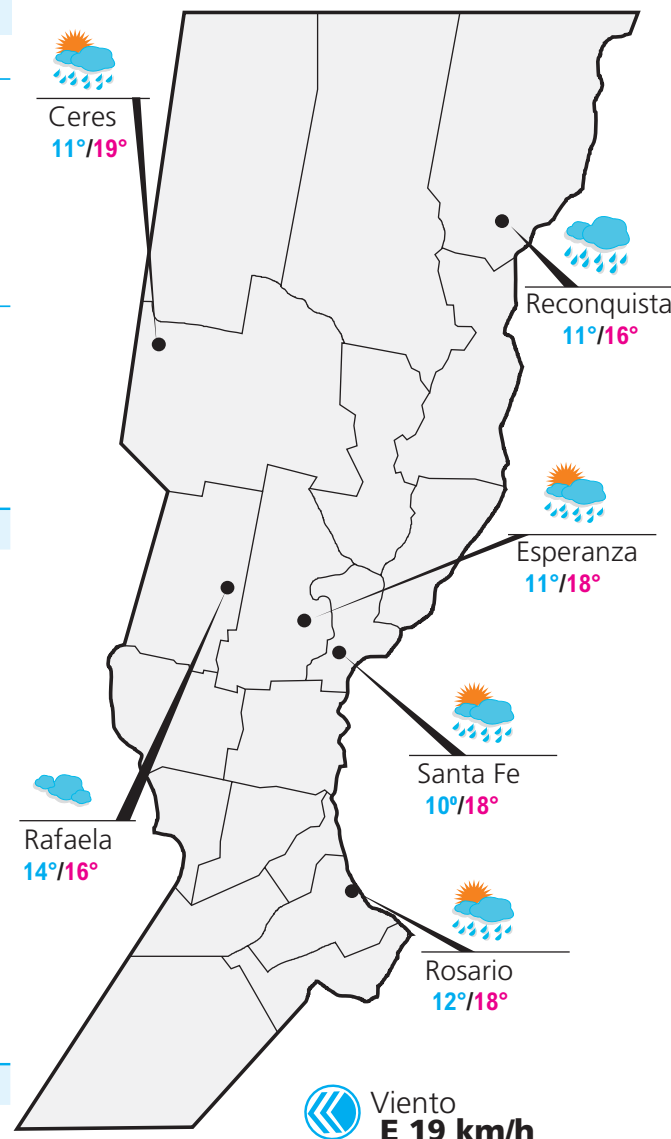 Ceres
11°/19°
Reconquista
11°/16°
Esperanza
11°/18°
Santa Fe
10º/18°
Rafaela
14°/16°
Rosario
12°/18°
Viento
E 19 km/h